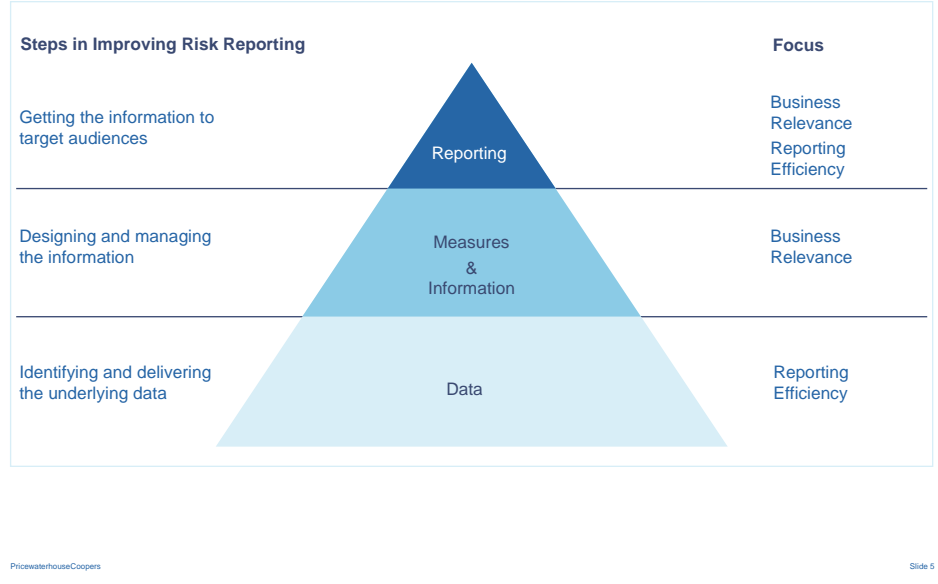 Steps in Improving Risk Reporting
Focus
Getting the information to
target audiences
Reporting
Business
Relevance
Reporting
Efficiency
Designing and managing
the information
Measures
&
Information
Business
Relevance
Identifying and delivering
the underlying data
Data
Reporting
Efficiency
PricewaterhouseCoopers
Slide 5